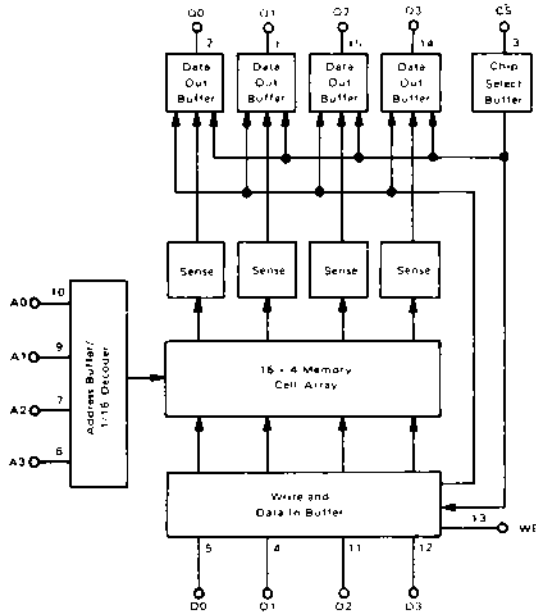 Q0 Q1 Q2 Q3 CS
2 1 15 14 3
Data Out Buffer
Data Out Buffer
Data Out Buffer
Data Out Buffer
Chip Select Buffer
Sense Sense Sense Sense
A0 10
A1 9
A2 7
A3 6
Address Buffer/
1/16 Decoder
16 × 4 Memory
Cell Array
Write and
Data In Buffer
13 WE
5 4 11 12
D0 D1 D2 D3